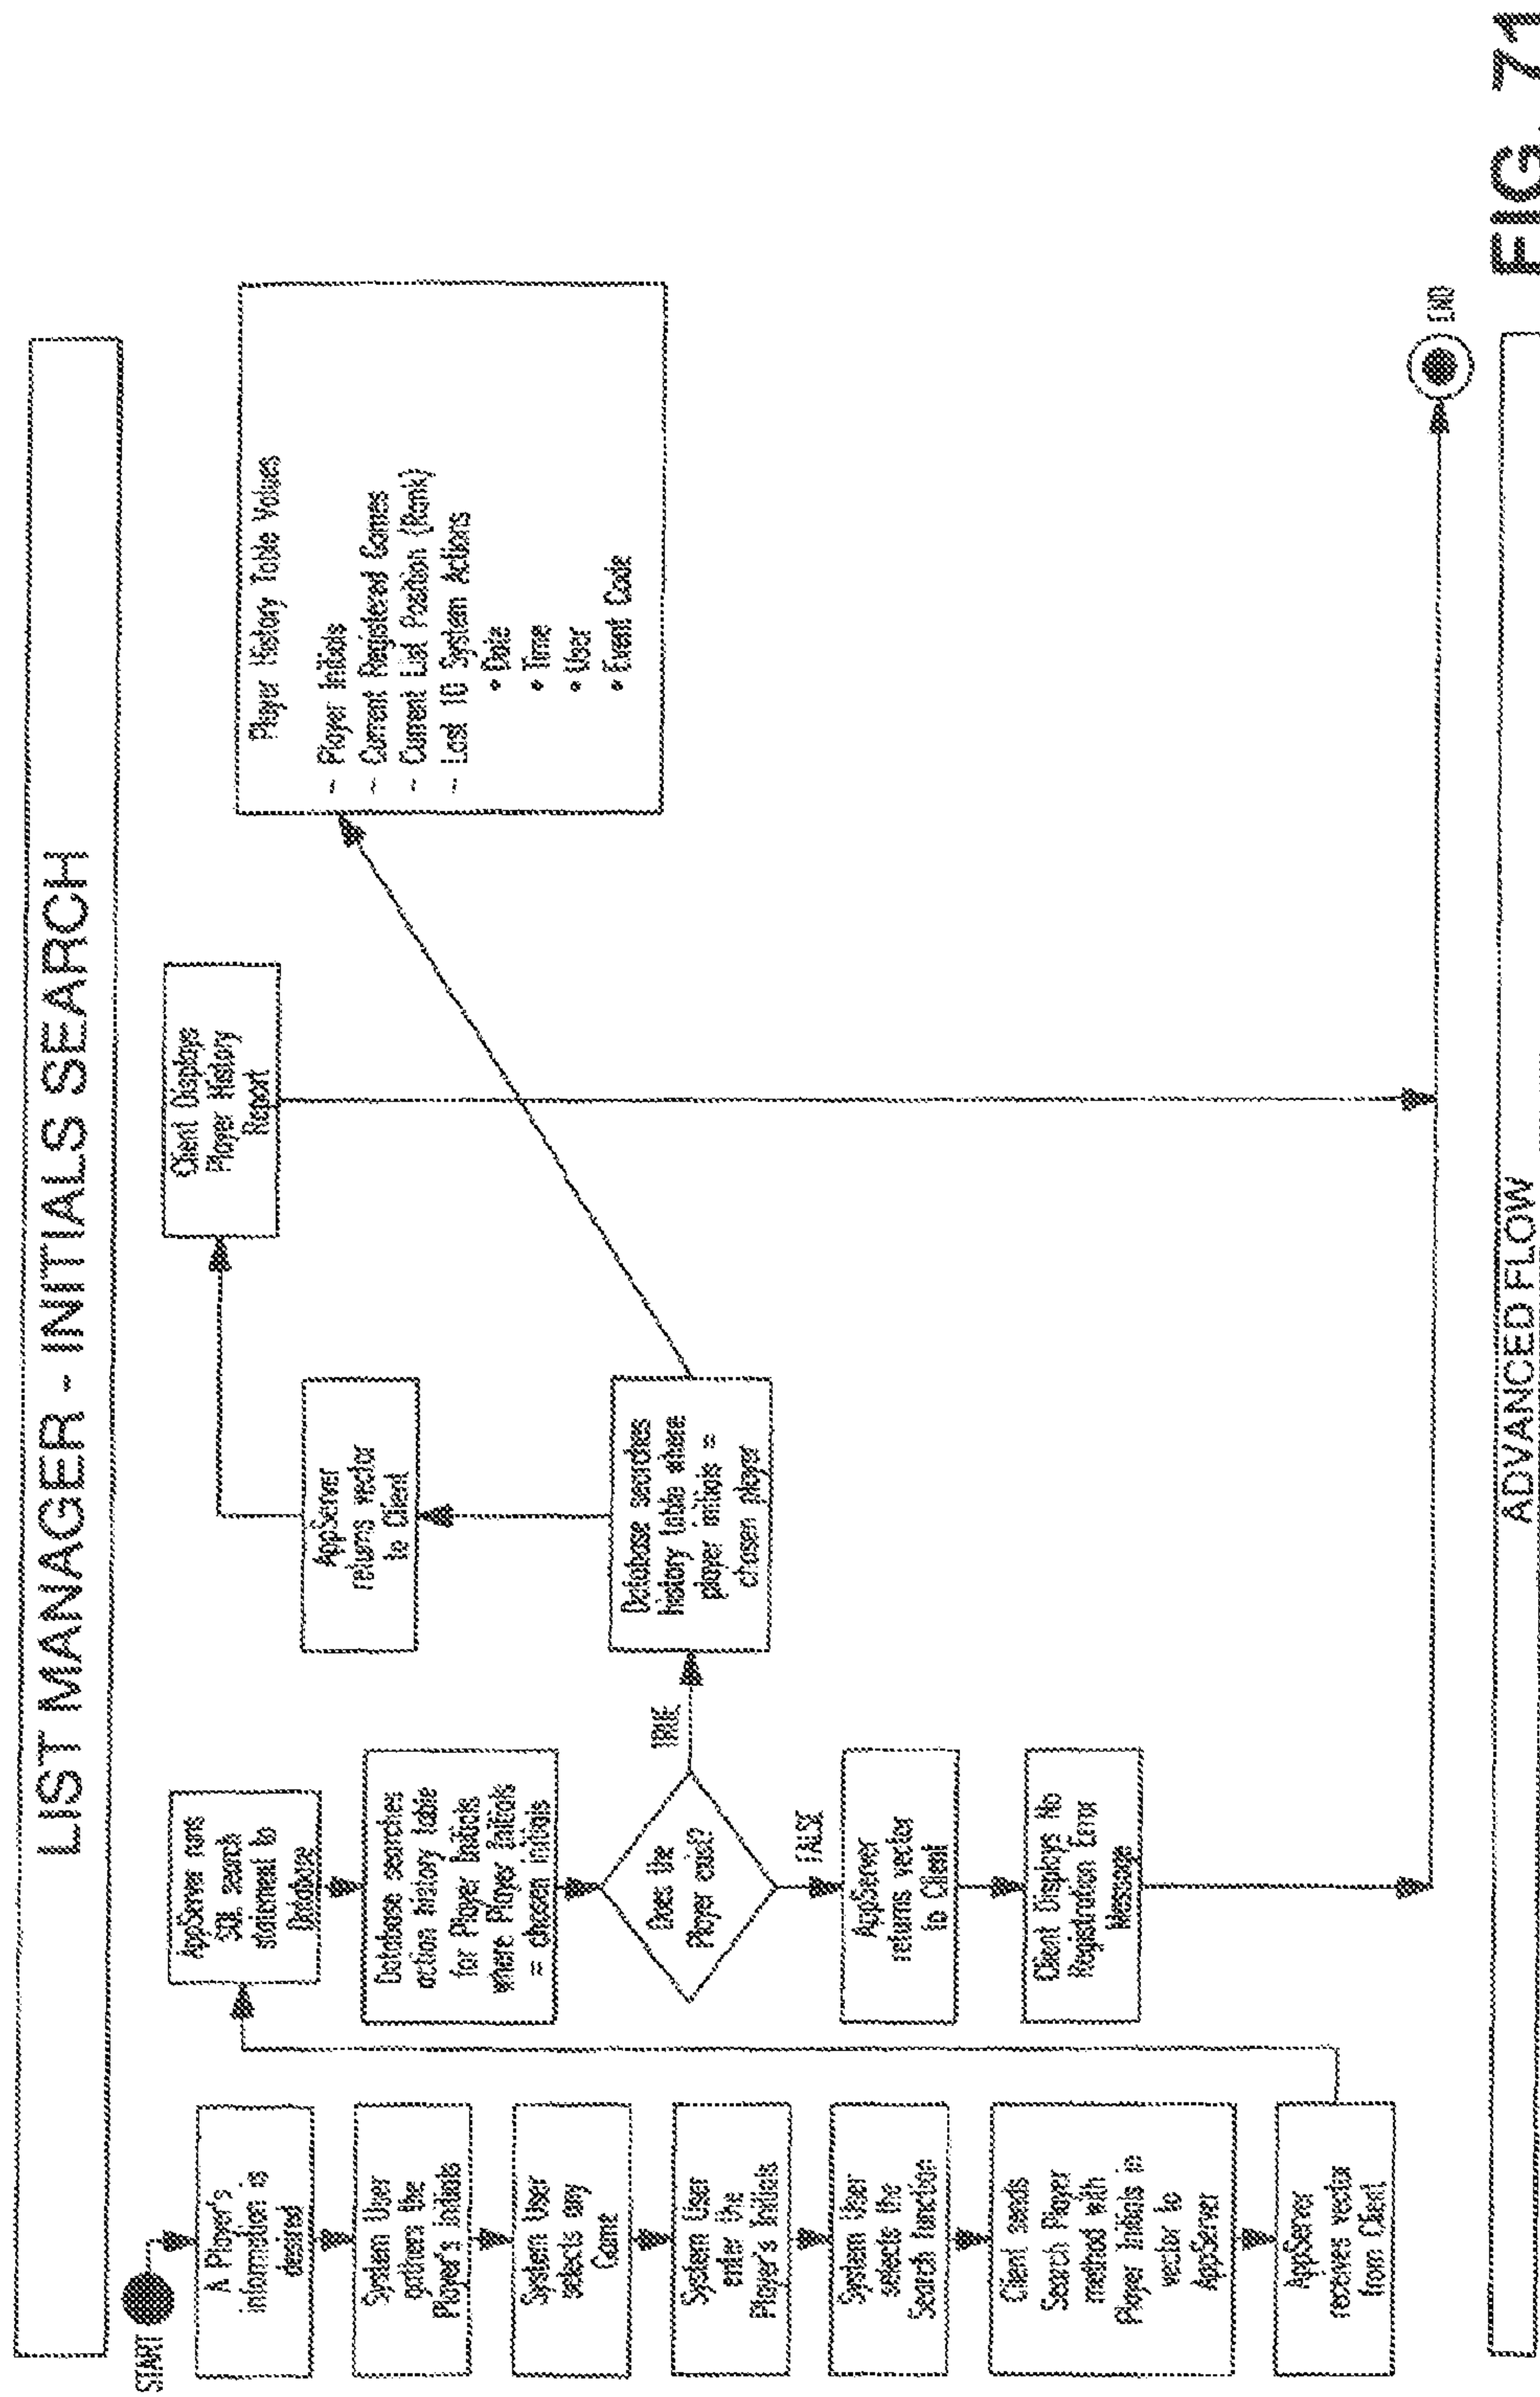 LIST MANAGER - INITIALS SEARCH
START
A Player's
information is
desired
System User
gathers the
Player's initials
System User
selects any
Game
System User
enter the
Player's Initials
System User
selects the
Search function
Client sends
Search Player
method with
Player Initials in
vector to
AppServer
AppServer
receives vector
from Client
AppServer runs
SQL search
statement to
Database
Database searches
action history table
for Player Initials
where Player Initials
= chosen initials
Does the
Player exist?
TRUE
FALSE
AppServer
returns vector
to Client
Client Displays No
Registration Error
Message
Database searches
history table where
player initials =
chosen player
AppServer
returns vector
to Client
Client Displays
Player History
Report
Player History Table Values
- Player Initials
- Current Registered Games
- Current List Position (Rank)
- Last 10 System Actions
• Date
• Time
• User
• Event Code
END
ADVANCED FLOW
FIG. 71